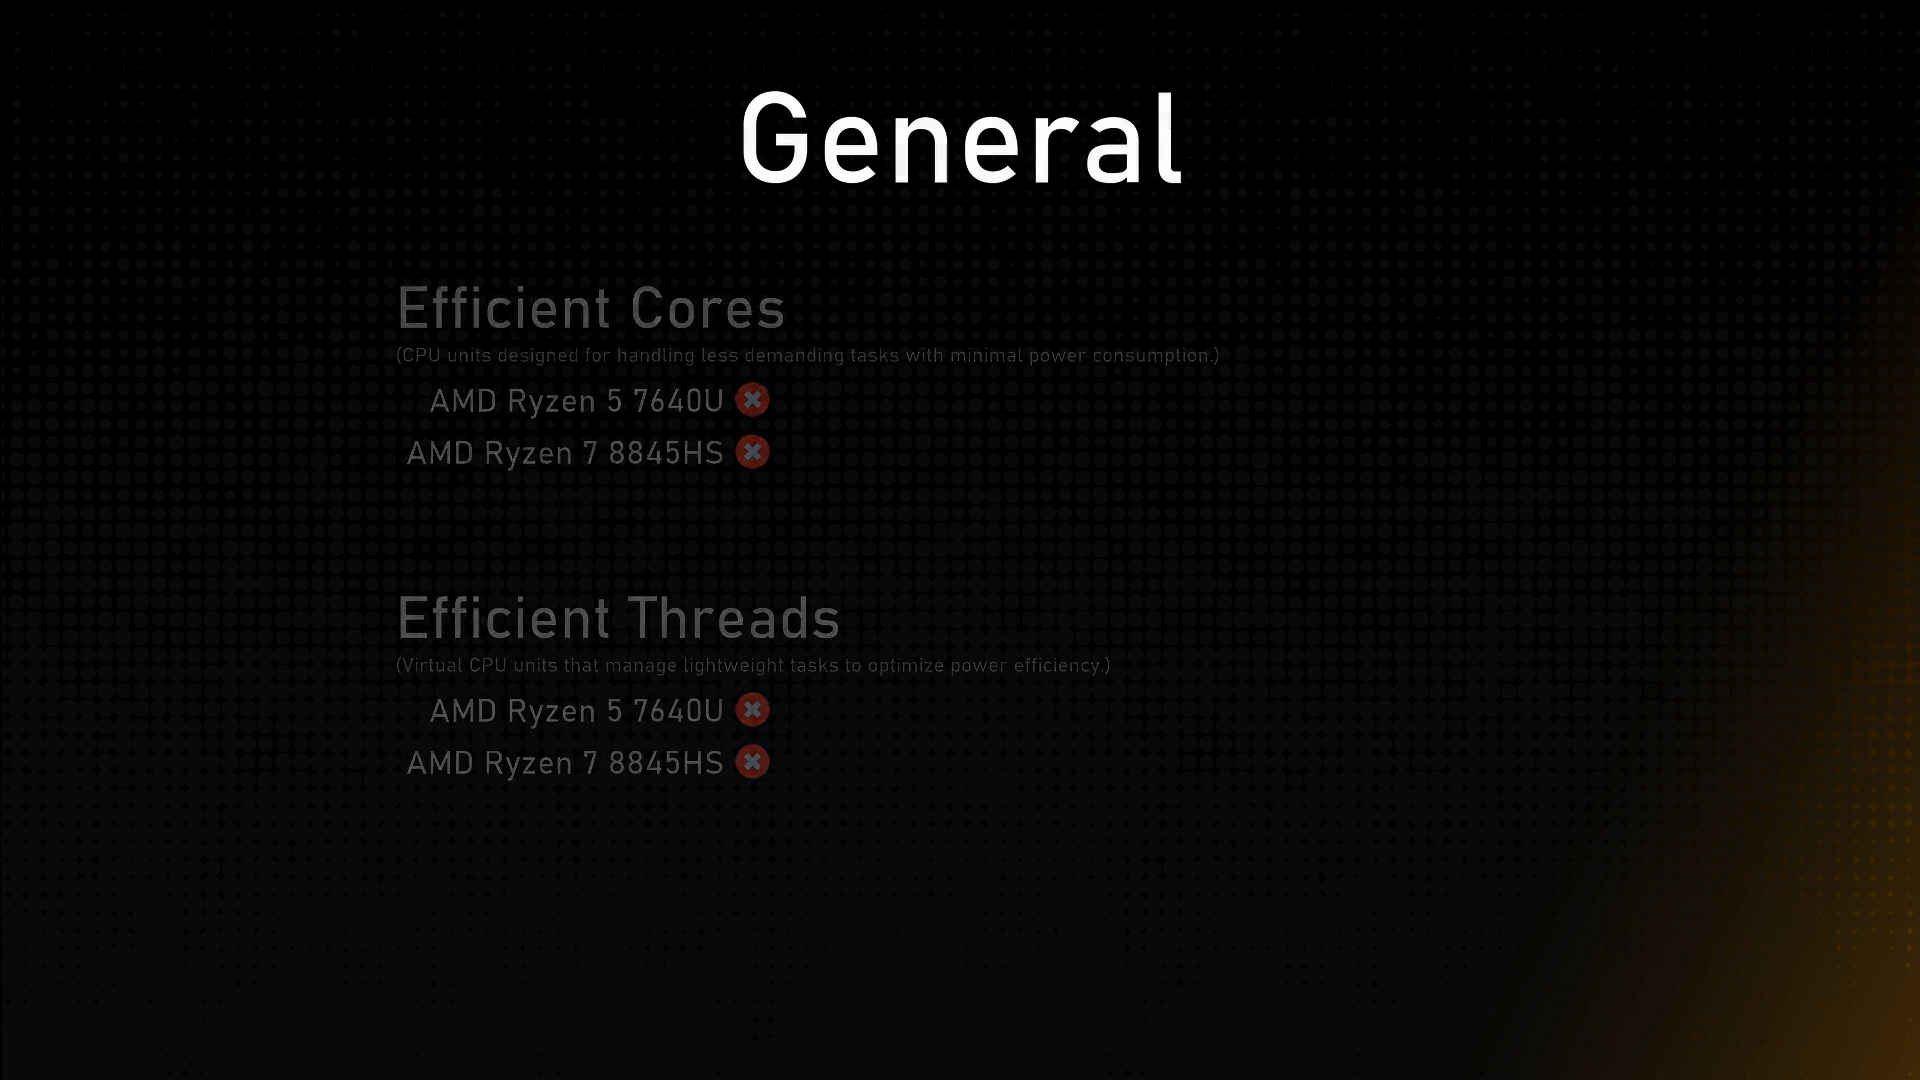 General
Efficient Cores
(CPU units designed for handling less demanding tasks with minimal power consumption.)
AMD Ryzen 5 7640U
AMD Ryzen 7 8845HS
Efficient Threads
(Virtual CPU units that manage lightweight tasks to optimize power efficiency.)
AMD Ryzen 5 7640U
AMD Ryzen 7 8845HS